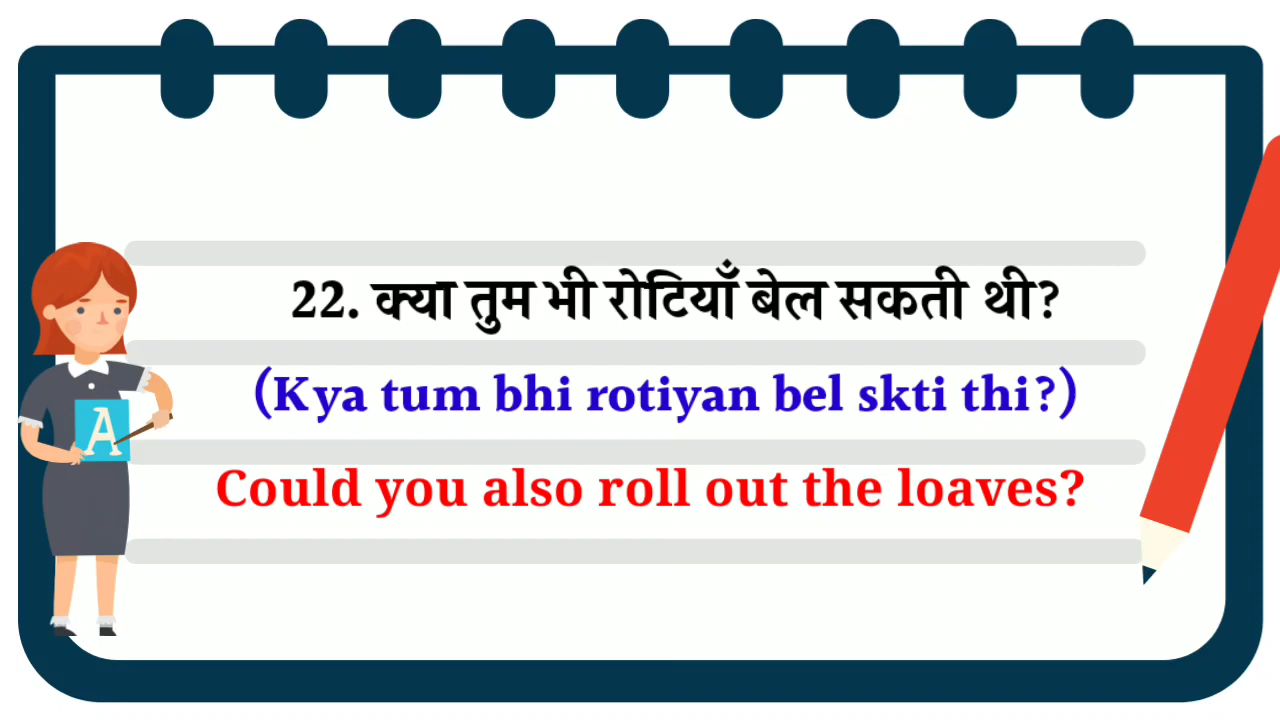 22. क्या तुम भी रोटियाँ बेल सकती थी?
(Kya tum bhi rotiyan bel skti thi?)
Could you also roll out the loaves?
A